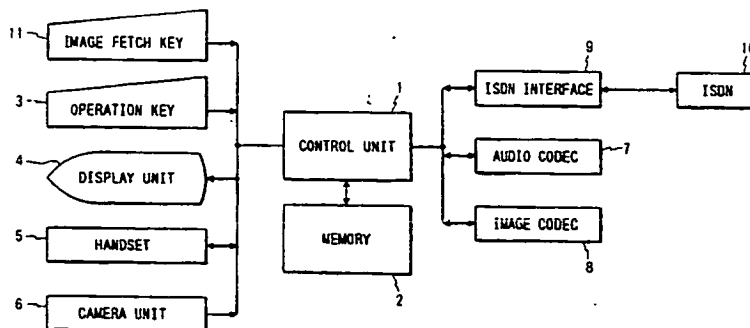 11
IMAGE FETCH KEY
3
OPERATION KEY
4
DISPLAY UNIT
5
HANDSET
6
CAMERA UNIT
1
CONTROL UNIT
MEMORY
2
9
ISDN INTERFACE
AUDIO CODEC
7
IMAGE CODEC
8
ISDN